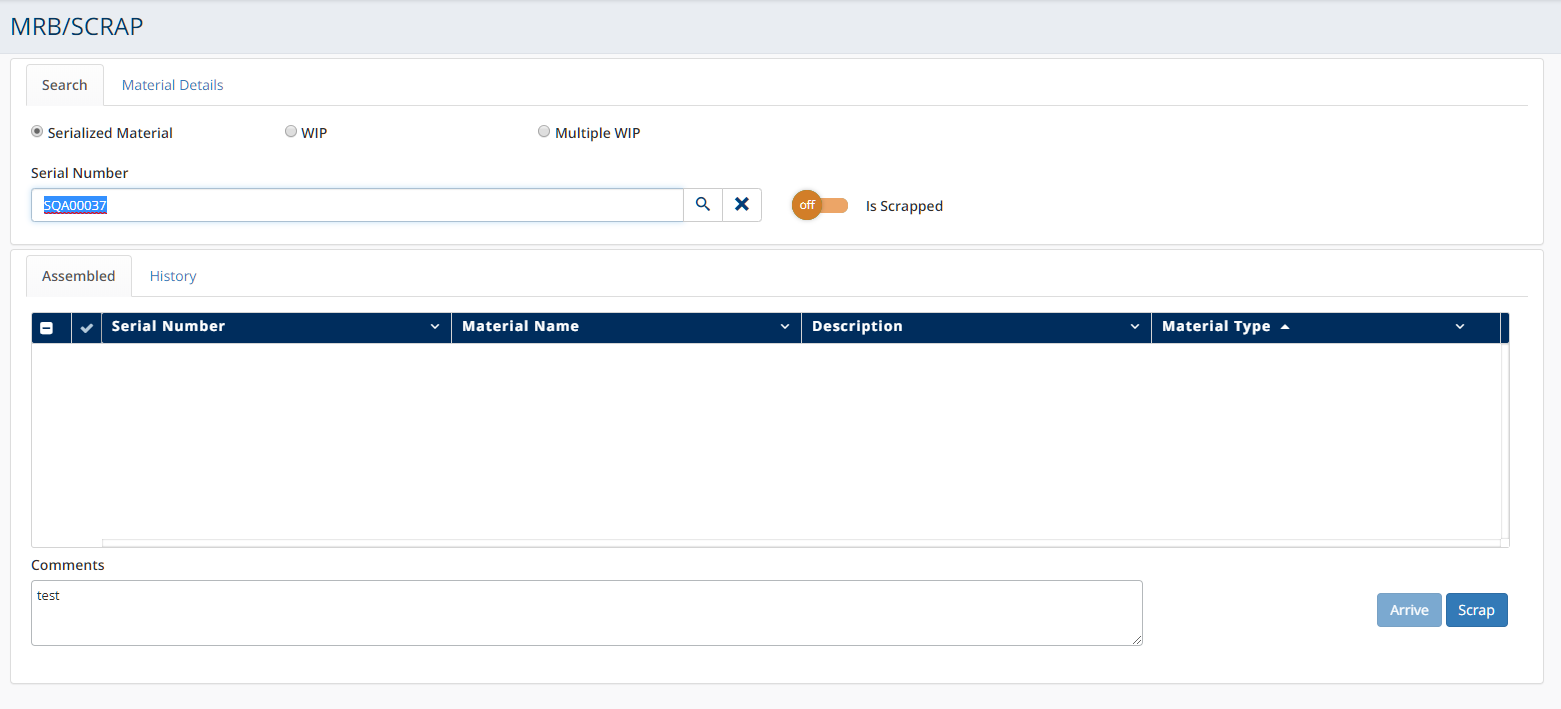 MRB/SCRAP
Search Material Details
Serialized Material WIP Multiple WIP
Serial Number
SQA00037 off Is Scrapped
Assembled History
Serial Number Material Name Description Material Type
Comments
test
Arrive Scrap